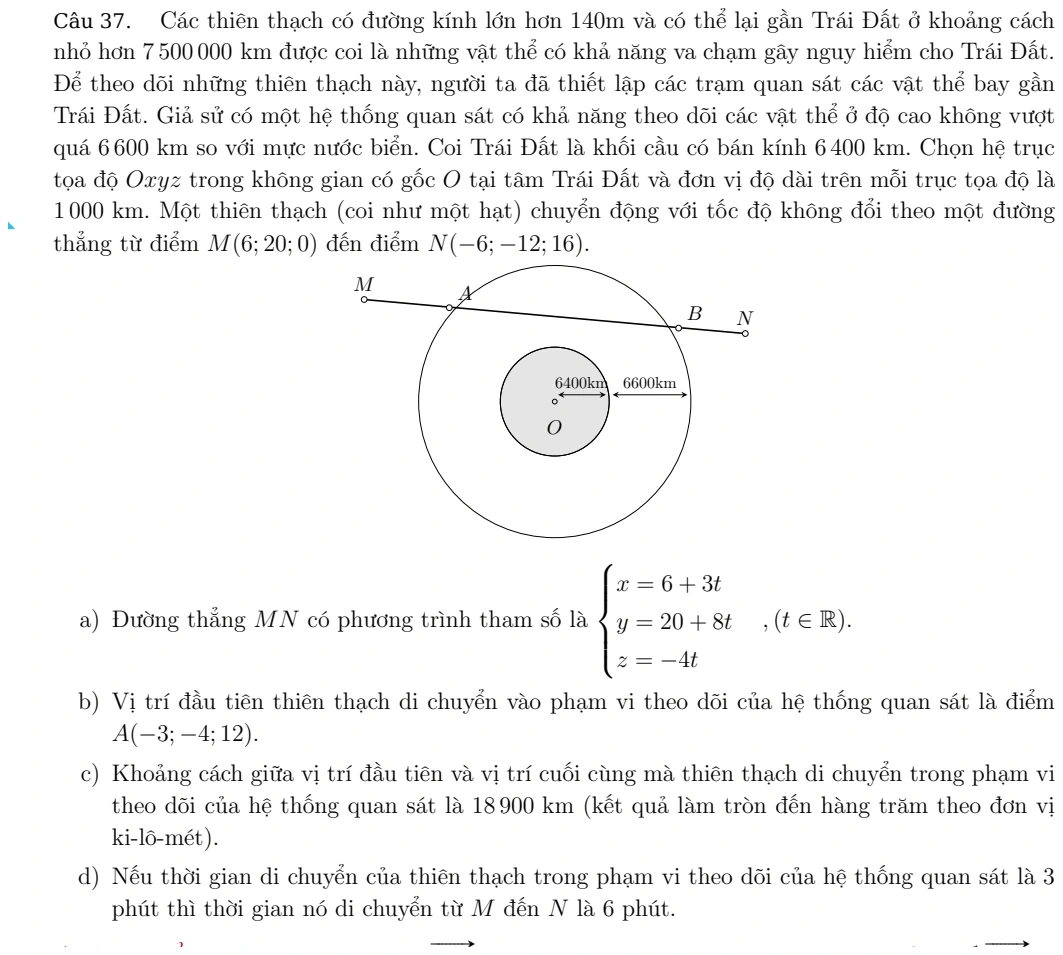 Câu 37. Các thiên thạch có đường kính lớn hơn 140m và có thể lại gần Trái Đất ở khoảng cách
nhỏ hơn 7 500 000 km được coi là những vật thể có khả năng va chạm gây nguy hiểm cho Trái Đất.
Để theo dõi những thiên thạch này, người ta đã thiết lập các trạm quan sát các vật thể bay gần
Trái Đất. Giả sử có một hệ thống quan sát có khả năng theo dõi các vật thể ở độ cao không vượt
quá 6 600 km so với mực nước biển. Coi Trái Đất là khối cầu có bán kính 6 400 km. Chọn hệ trục
tọa độ Oxyz trong không gian có gốc O tại tâm Trái Đất và đơn vị độ dài trên mỗi trục tọa độ là
1 000 km. Một thiên thạch (coi như một hạt) chuyển động với tốc độ không đổi theo một đường
thẳng từ điểm M(6; 20; 0) đến điểm N(−6; −12; 16).
M
A
B
N
6400km
6600km
O
a) Đường thẳng MN có phương trình tham số là { x = 6 + 3t
y = 20 + 8t , (t ∈ ℝ).
z = −4t
b) Vị trí đầu tiên thiên thạch di chuyển vào phạm vi theo dõi của hệ thống quan sát là điểm
A(−3; −4; 12).
c) Khoảng cách giữa vị trí đầu tiên và vị trí cuối cùng mà thiên thạch di chuyển trong phạm vi
theo dõi của hệ thống quan sát là 18 900 km (kết quả làm tròn đến hàng trăm theo đơn vị
ki-lô-mét).
d) Nếu thời gian di chuyển của thiên thạch trong phạm vi theo dõi của hệ thống quan sát là 3
phút thì thời gian nó di chuyển từ M đến N là 6 phút.